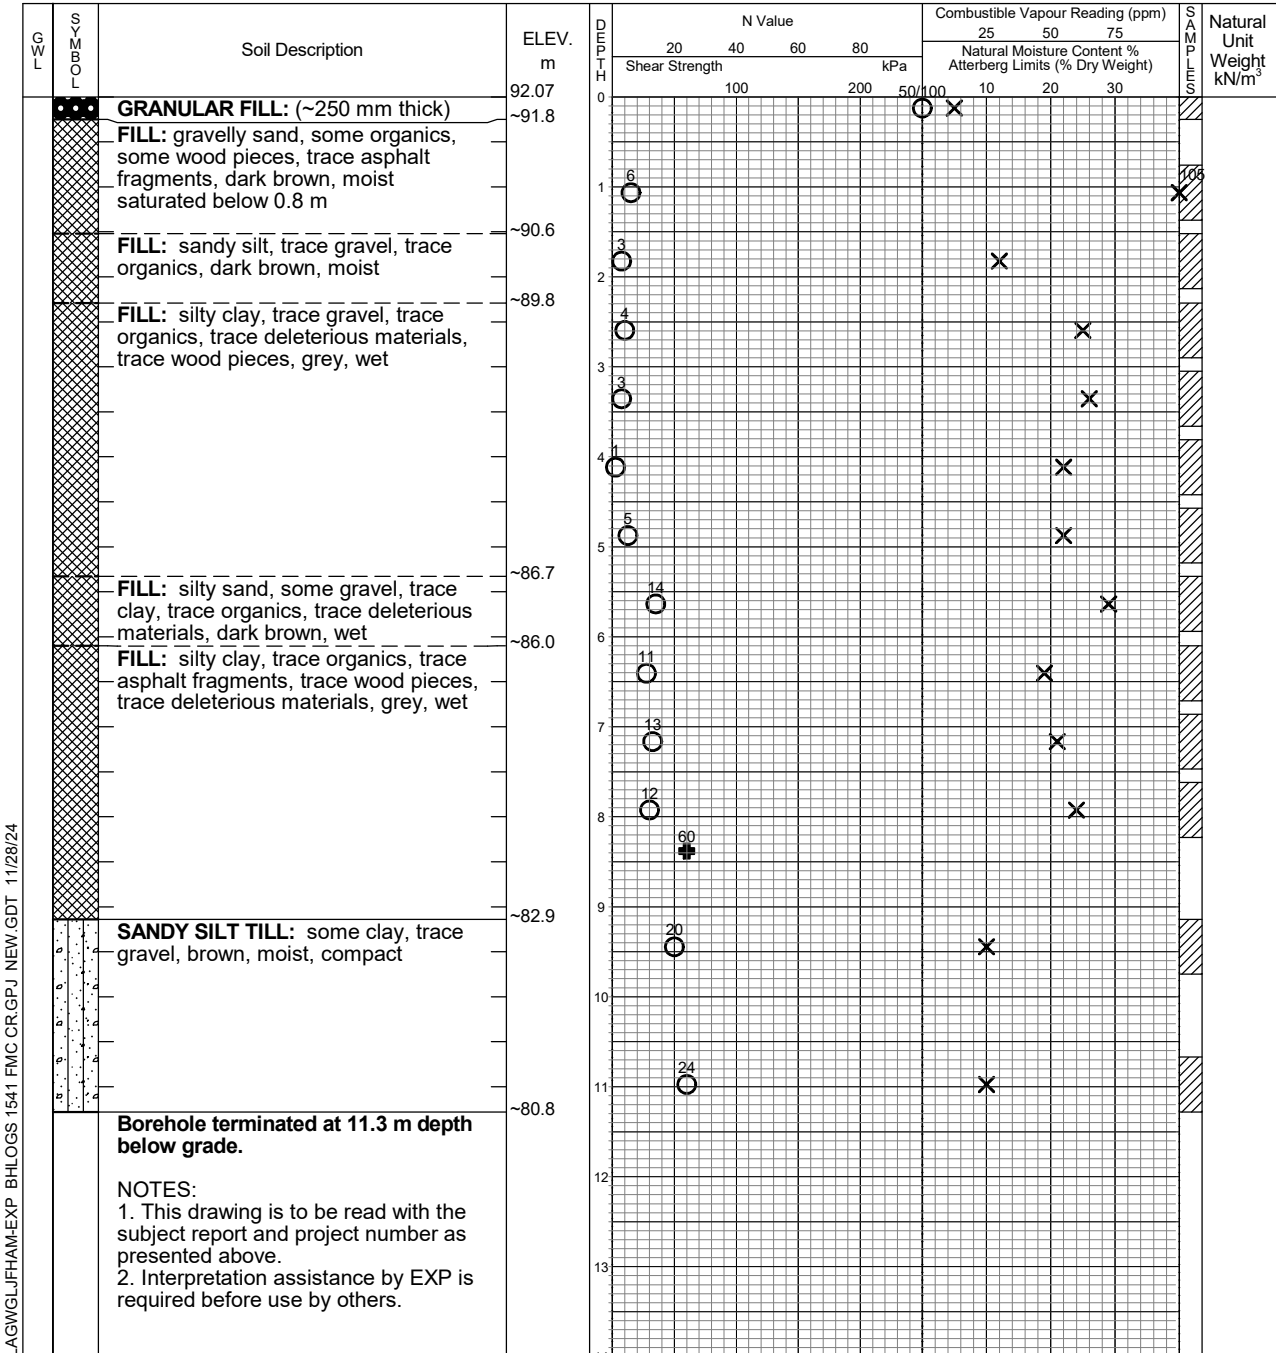 GWL
SYMBOL
Soil Description
ELEV.
m
DEPTH
N Value
20 40 60 80
Shear Strength kPa
100 200
Combustible Vapour Reading (ppm)
25 50 75
Natural Moisture Content %
Atterberg Limits (% Dry Weight)
10 20 30
SAMPLES
Natural
Unit
Weight
kN/m³
92.07
0
50/100
GRANULAR FILL: (~250 mm thick)
~91.8
FILL: gravelly sand, some organics,
some wood pieces, trace asphalt
fragments, dark brown, moist
saturated below 0.8 m
1
6
105
~90.6
FILL: sandy silt, trace gravel, trace
organics, dark brown, moist
3
2
~89.8
FILL: silty clay, trace gravel, trace
organics, trace deleterious materials,
trace wood pieces, grey, wet
4
3
3
4
1
5
5
~86.7
FILL: silty sand, some gravel, trace
clay, trace organics, trace deleterious
materials, dark brown, wet
14
6
~86.0
FILL: silty clay, trace organics, trace
asphalt fragments, trace wood pieces,
trace deleterious materials, grey, wet
11
7
13
12
8
60
9
~82.9
SANDY SILT TILL: some clay, trace
gravel, brown, moist, compact
20
10
24
11
~80.8
Borehole terminated at 11.3 m depth
below grade.
12
NOTES:
1. This drawing is to be read with the
subject report and project number as
presented above.
2. Interpretation assistance by EXP is
required before use by others.
13
AGWGLJFHAM-EXP BHLOGS 1541 FMC CR.GPJ NEW.GDT 11/28/24